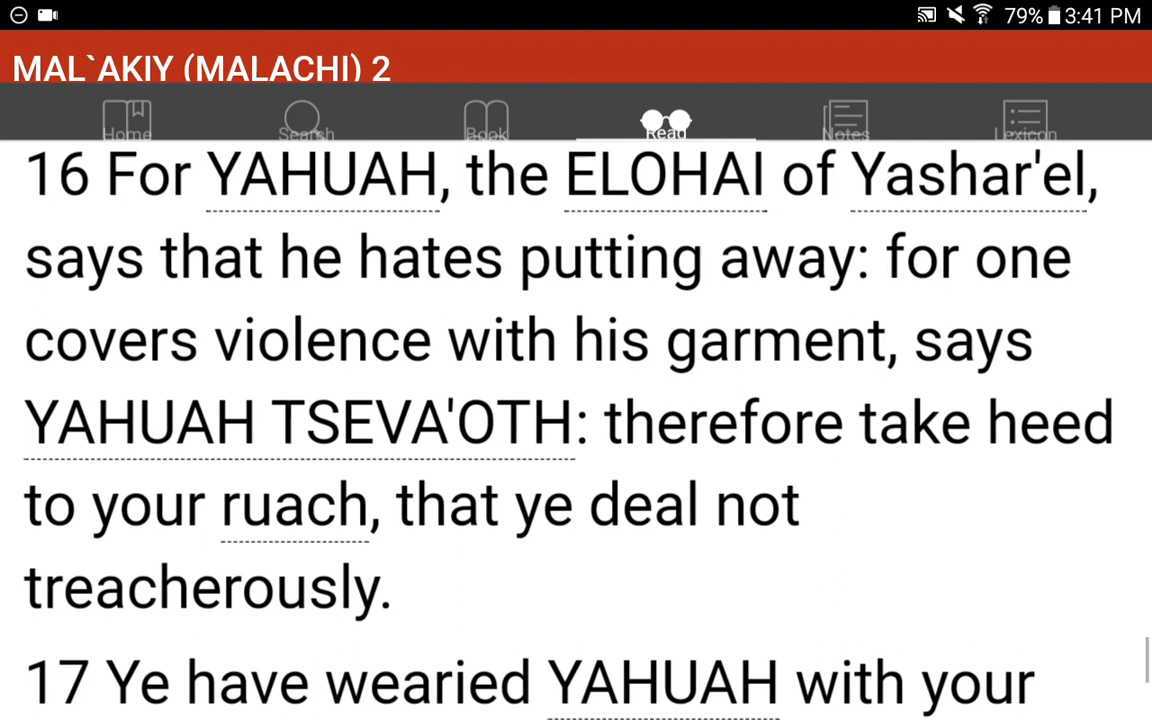 79% 3:41 PM
MAL`AKIY (MALACHI) 2
Home Search Book Read Notes Lexicon
16 For YAHUAH, the ELOHAI of Yashar'el,
says that he hates putting away: for one
covers violence with his garment, says
YAHUAH TSEVA'OTH: therefore take heed
to your ruach, that ye deal not
treacherously.
17 Ye have wearied YAHUAH with your